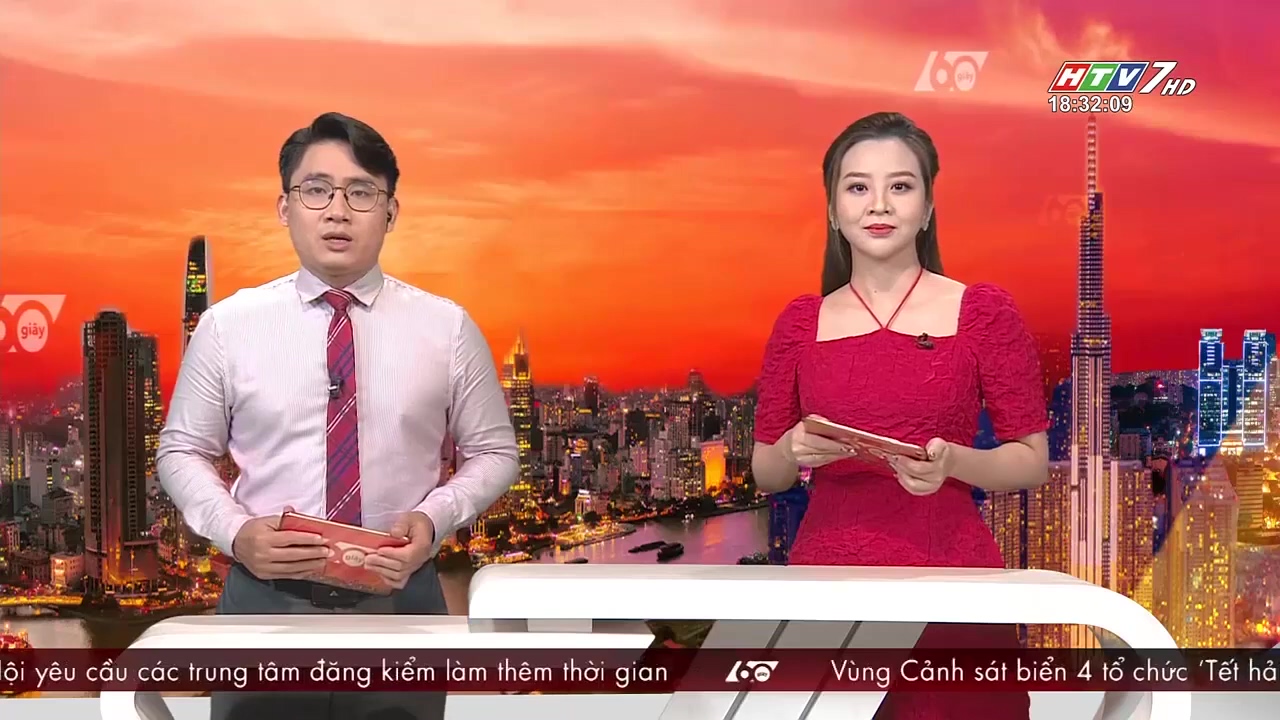 60 giây
HTV7 HD
18:32:09
60 giây
giây
ội yêu cầu các trung tâm đăng kiểm làm thêm thời gian 60 giây Vùng Cảnh sát biển 4 tổ chức ‘Tết hả